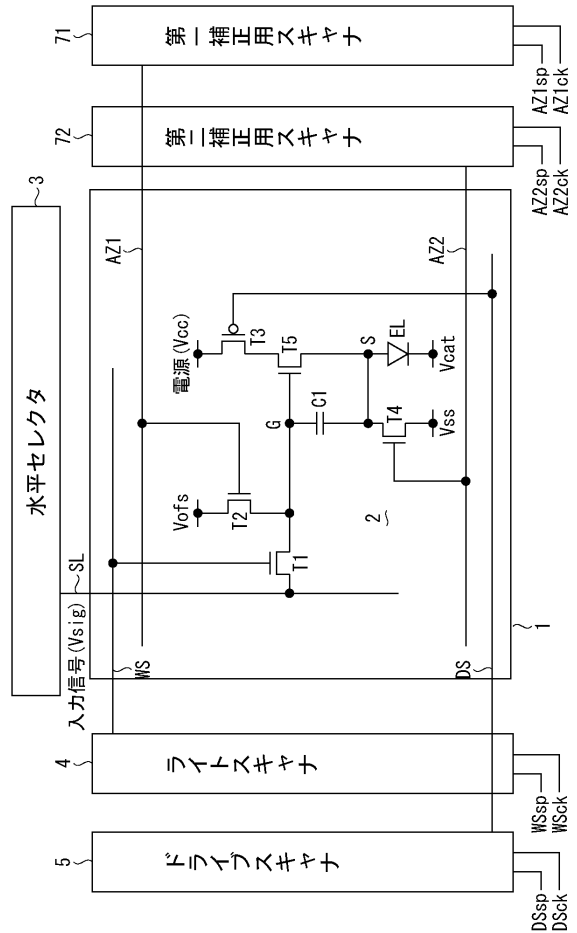 3
水平セレクタ
入力信号(Vsig)
SL
5
ドライブスキャナ
DSsp
DSck
4
ライトスキャナ
WSsp
WSck
WS
DS
1
Vofs
T2
T1
G
C1
2
電源(Vcc)
T3
T5
S
EL
Vcat
T4
Vss
AZ1
AZ2
72
第二補正用スキャナ
AZ2sp
AZ2ck
71
第一補正用スキャナ
AZ1sp
AZ1ck